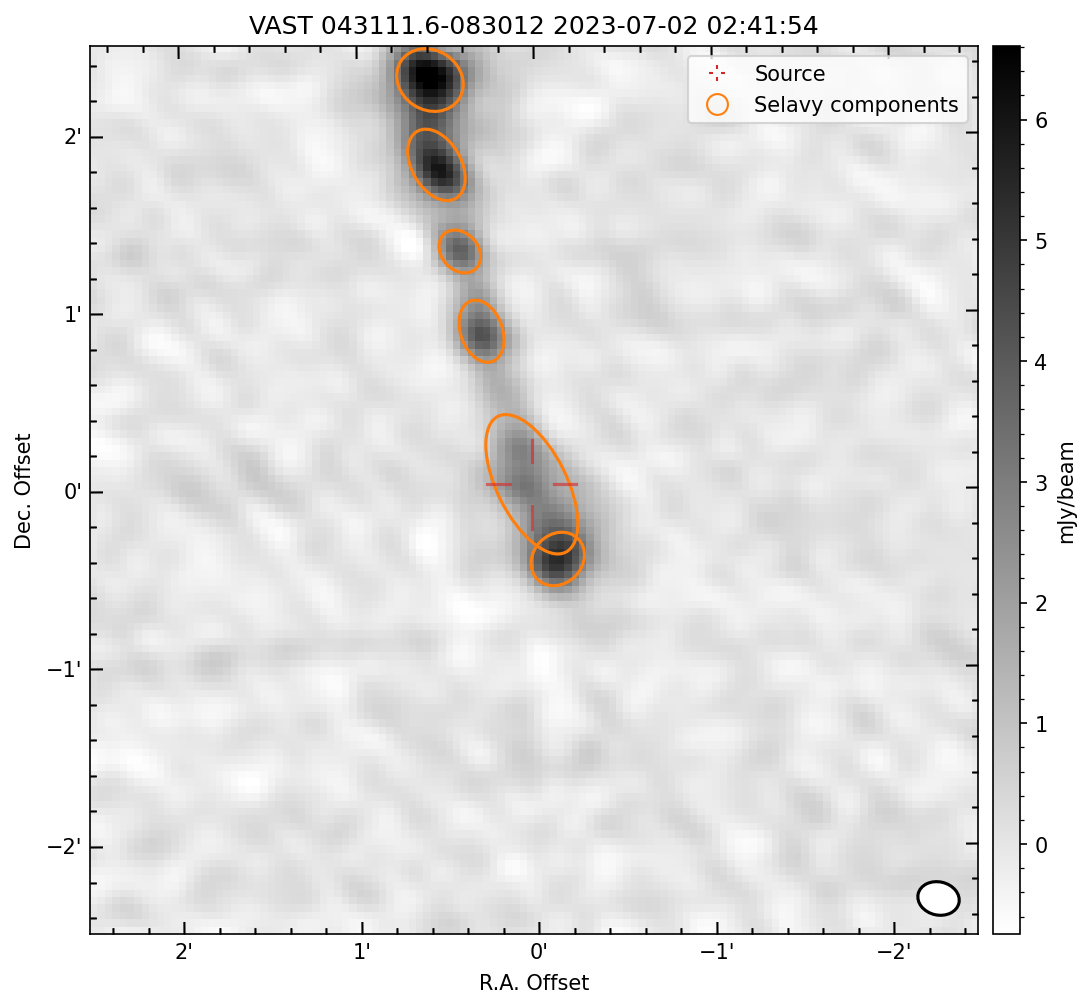 VAST 043111.6-083012 2023-07-02 02:41:54
Source
Selavy components
2'
1'
0'
−1'
−2'
Dec. Offset
2'
1'
0'
−1'
−2'
R.A. Offset
6
5
4
3
2
1
0
mJy/beam